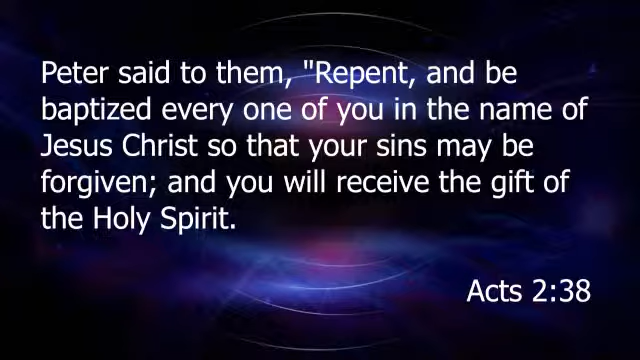 Peter said to them, "Repent, and be
baptized every one of you in the name of
Jesus Christ so that your sins may be
forgiven; and you will receive the gift of
the Holy Spirit.
Acts 2:38